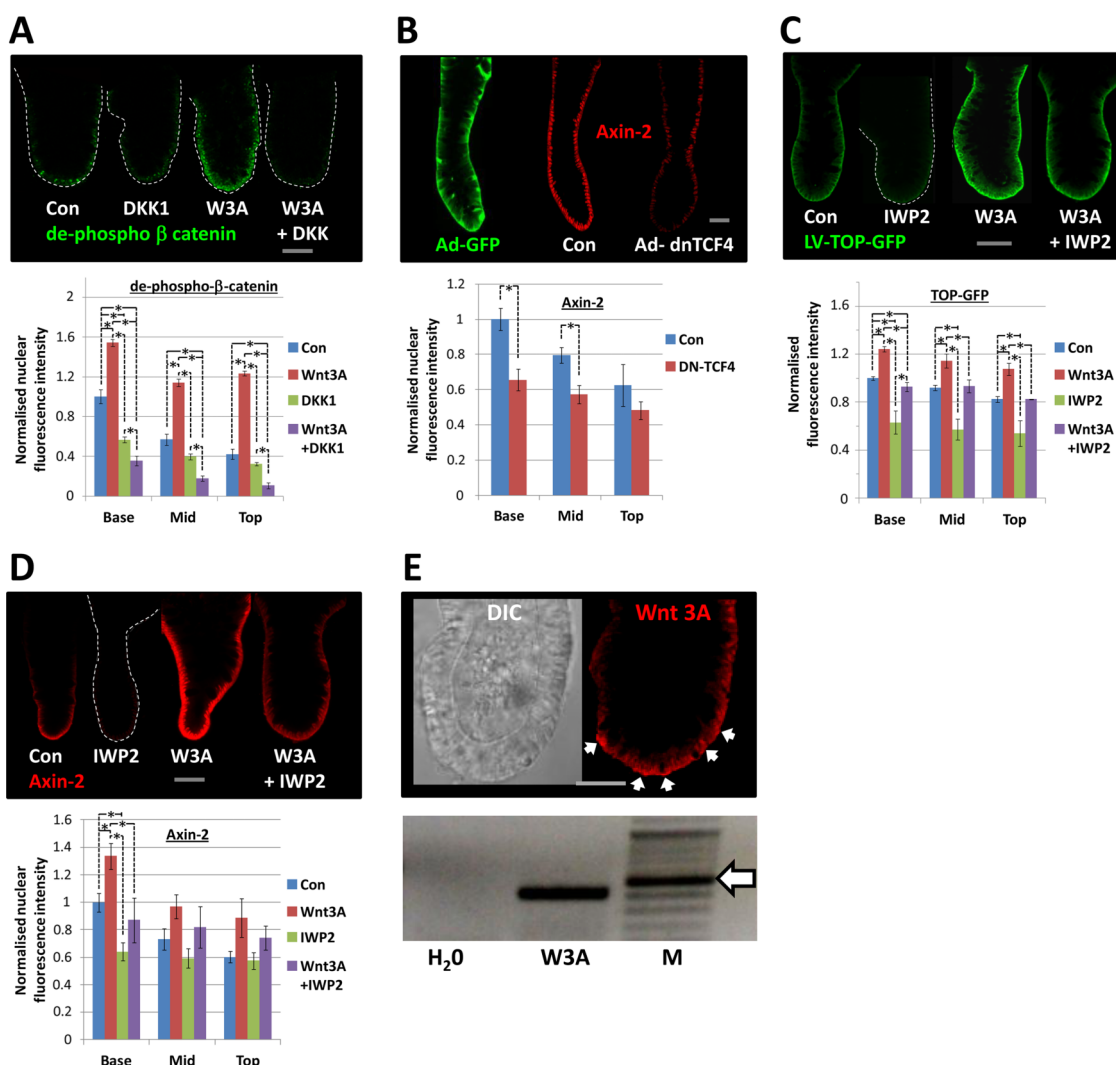 A
Con DKK1 W3A W3A
+ DKK
de-phospho β catenin
de-phospho-β-catenin
Normalised nuclear
fluorescence intensity
2
1.6
1.2
0.8
0.4
0
* * * * * * *
* * * * *
* * * * *
Base Mid Top
Con
Wnt3A
DKK1
Wnt3A
+DKK1
B
Axin-2
Ad-GFP Con Ad- dnTCF4
Axin-2
Normalised nuclear
fluorescence intensity
1.2
1
0.8
0.6
0.4
0.2
0
* *
Base Mid Top
Con
DN-TCF4
C
Con IWP2 W3A W3A
LV-TOP-GFP + IWP2
TOP-GFP
Normalised nuclear
fluorescence intensity
1.6
1.2
0.8
0.4
0
Base Mid Top
Con
Wnt3A
IWP2
Wnt3A
+IWP2
D
Con IWP2 W3A W3A
Axin-2 + IWP2
Axin-2
Normalised nuclear
fluorescence intensity
1.6
1.4
1.2
1
0.8
0.6
0.4
0.2
0
Base Mid Top
Con
Wnt3A
IWP2
Wnt3A
+IWP2
E
DIC Wnt 3A
H₂0 W3A M